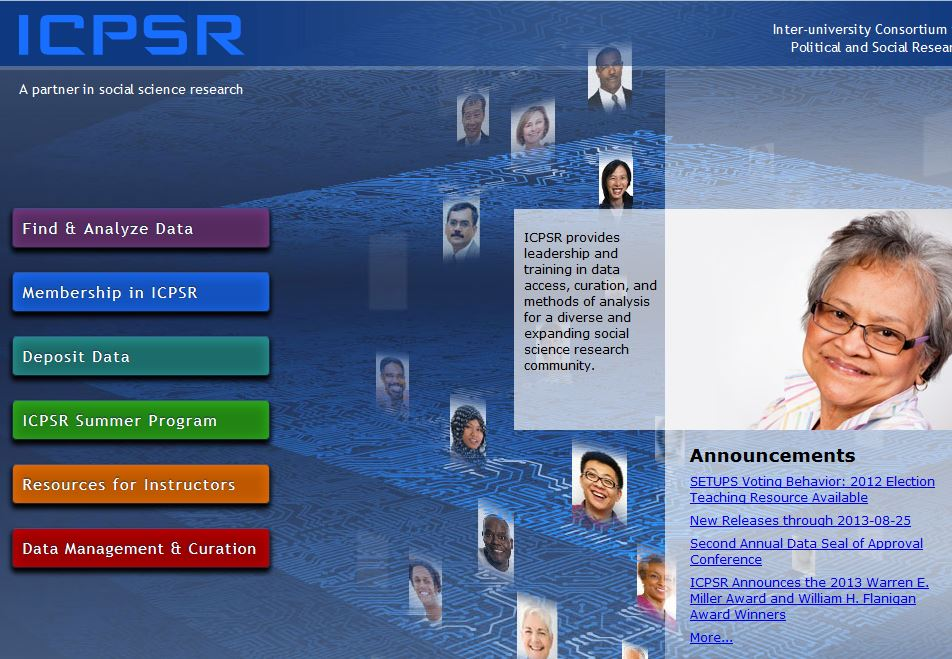 ICPSR
Inter-university Consortium
Political and Social Resear
A partner in social science research
Find & Analyze Data
Membership in ICPSR
Deposit Data
ICPSR Summer Program
Resources for Instructors
Data Management & Curation
ICPSR provides
leadership and
training in data
access, curation, and
methods of analysis
for a diverse and
expanding social
science research
community.
Announcements
SETUPS Voting Behavior: 2012 Election
Teaching Resource Available
New Releases through 2013-08-25
Second Annual Data Seal of Approval
Conference
ICPSR Announces the 2013 Warren E.
Miller Award and William H. Flanigan
Award Winners
More...